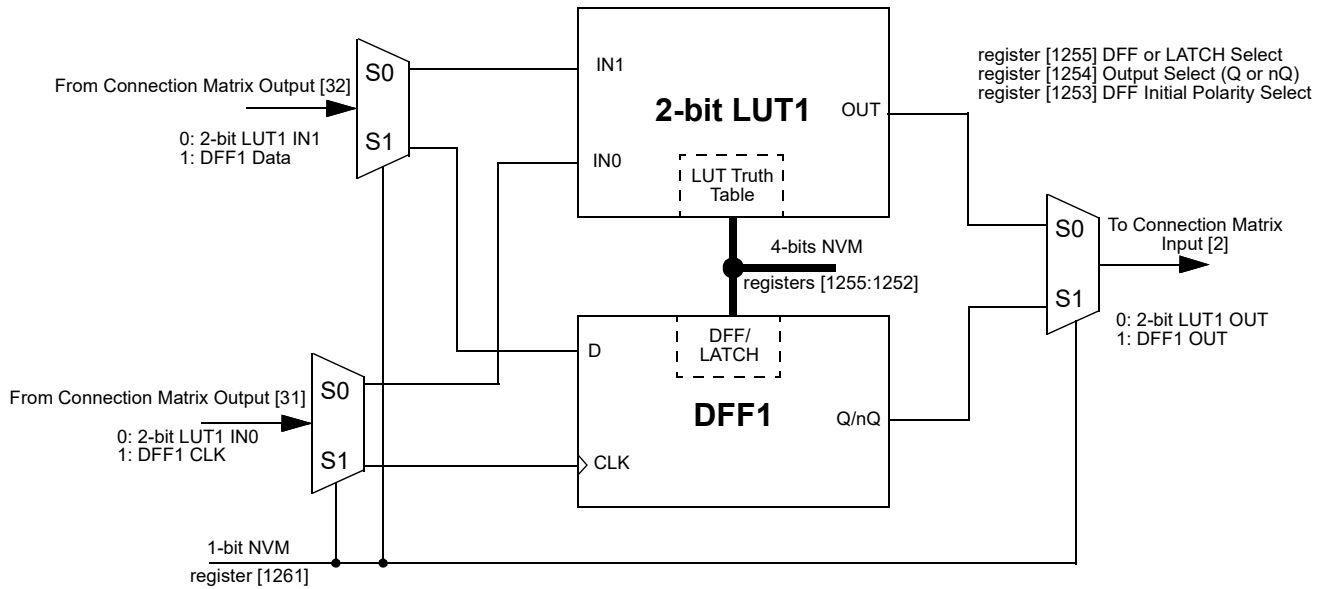 From Connection Matrix Output [32]
0: 2-bit LUT1 IN1
1: DFF1 Data
S0
S1
IN1
IN0
2-bit LUT1
OUT
LUT Truth
Table
register [1255] DFF or LATCH Select
register [1254] Output Select (Q or nQ)
register [1253] DFF Initial Polarity Select
4-bits NVM
registers [1255:1252]
S0
S1
To Connection Matrix
Input [2]
0: 2-bit LUT1 OUT
1: DFF1 OUT
From Connection Matrix Output [31]
0: 2-bit LUT1 IN0
1: DFF1 CLK
S0
S1
D
DFF/
LATCH
DFF1
Q/nQ
CLK
1-bit NVM
register [1261]